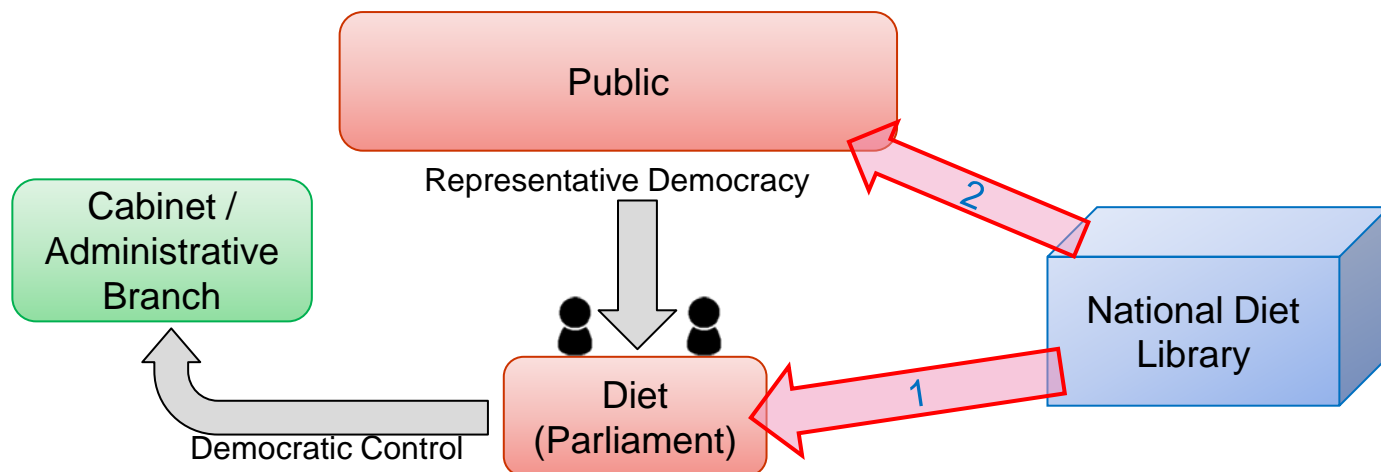 Public
Representative Democracy
2
Cabinet /
Administrative
Branch
National Diet
Library
1
Diet
(Parliament)
Democratic Control